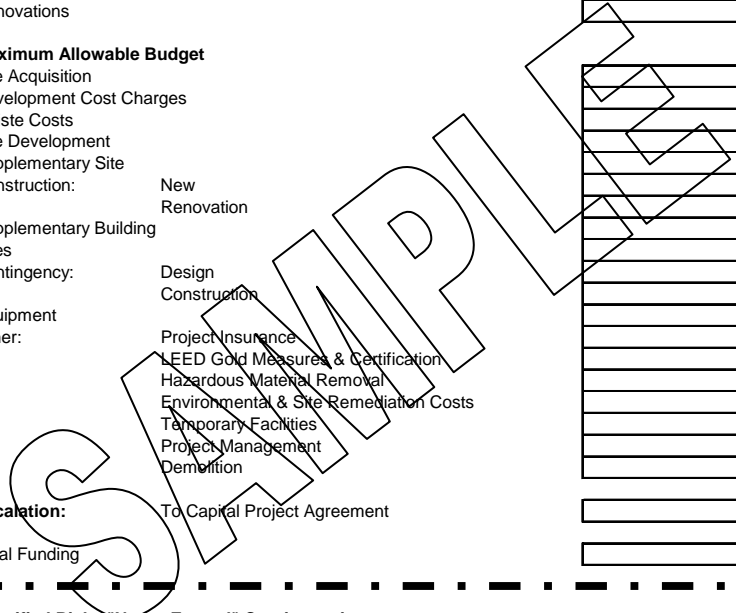 novations
ximum Allowable Budget
e Acquisition
velopment Cost Charges
ste Costs
e Development
pplementary Site
nstruction: New
Renovation
pplementary Building
es
ntingency: Design
Construction
uipment
her: Project Insurance
LEED Gold Measures & Certification
Hazardous Material Removal
Environmental & Site Remediation Costs
Temporary Facilities
Project Management
Demolition
calation: To Capital Project Agreement
al Funding
SAMPLE